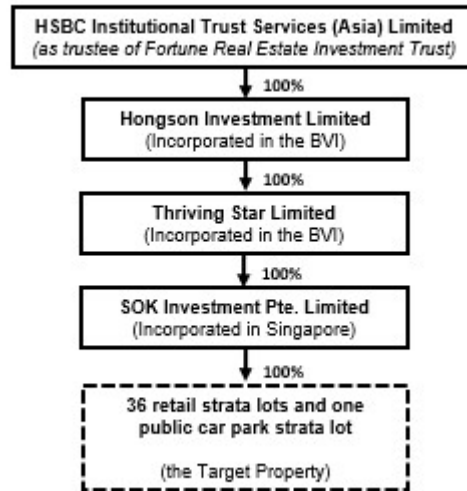 HSBC Institutional Trust Services (Asia) Limited
(as trustee of Fortune Real Estate Investment Trust)
100%
Hongson Investment Limited
(Incorporated in the BVI)
100%
Thriving Star Limited
(Incorporated in the BVI)
100%
SOK Investment Pte. Limited
(Incorporated in Singapore)
100%
36 retail strata lots and one
public car park strata lot
(the Target Property)